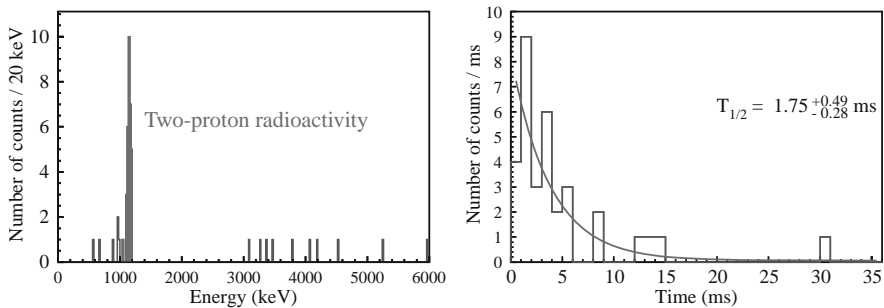 Number of counts / 20 keV
10
8
6
4
2
0
Two-proton radioactivity
0 1000 2000 3000 4000 5000 6000
Energy (keV)
Number of counts / ms
10
9
8
7
6
5
4
3
2
1
0
T1/2 = 1.75 +0.49 - 0.28 ms
0 5 10 15 20 25 30 35
Time (ms)